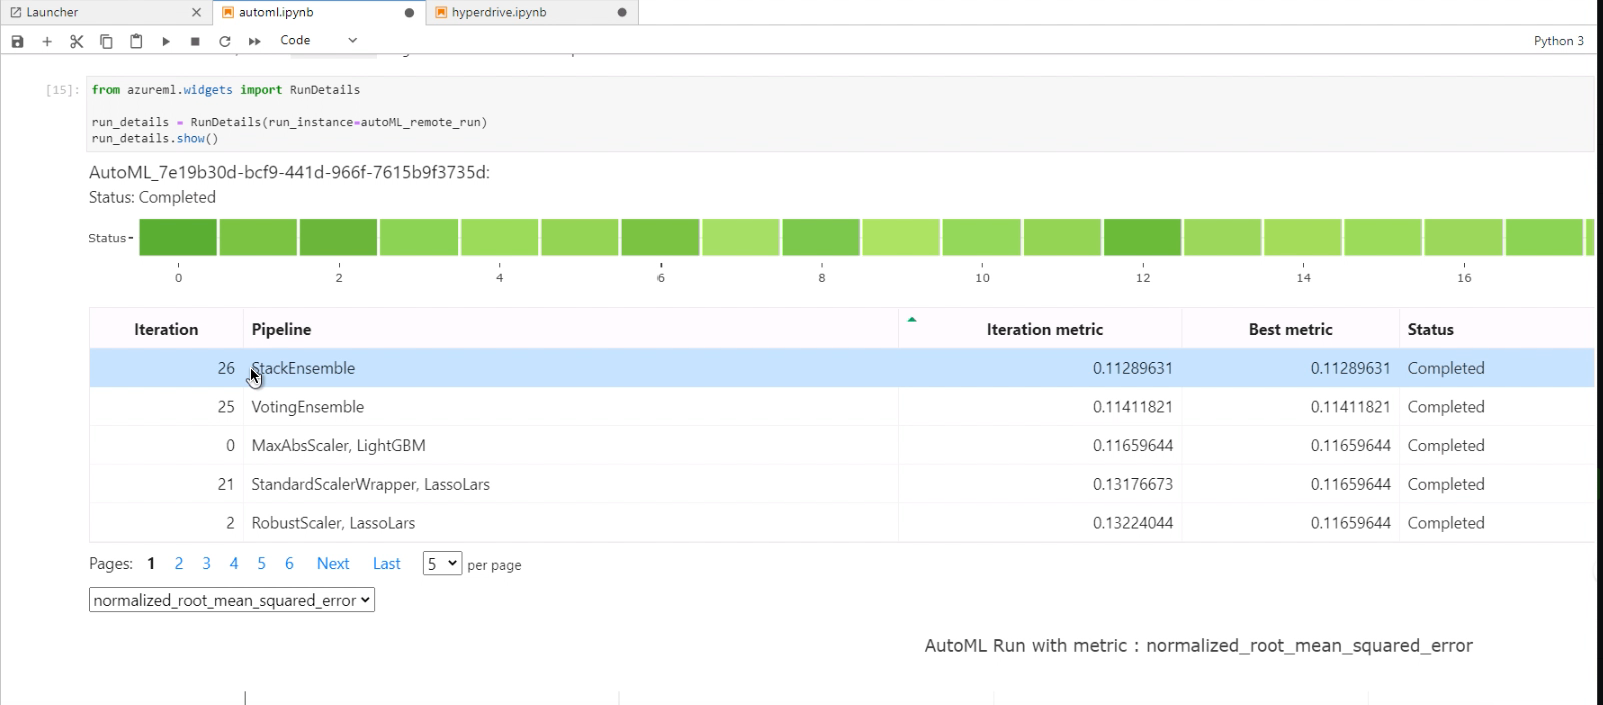 Launcher
automl.ipynb
hyperdrive.ipynb
Code
Python 3
[15]:
from azureml.widgets import RunDetails
run_details = RunDetails(run_instance=autoML_remote_run)
run_details.show()
AutoML_7e19b30d-bcf9-441d-966f-7615b9f3735d:
Status: Completed
Status
0 2 4 6 8 10 12 14 16
Iteration Pipeline Iteration metric Best metric Status
26 StackEnsemble 0.11289631 0.11289631 Completed
25 VotingEnsemble 0.11411821 0.11411821 Completed
0 MaxAbsScaler, LightGBM 0.11659644 0.11659644 Completed
21 StandardScalerWrapper, LassoLars 0.13176673 0.11659644 Completed
2 RobustScaler, LassoLars 0.13224044 0.11659644 Completed
Pages: 1 2 3 4 5 6 Next Last 5 per page
normalized_root_mean_squared_error
AutoML Run with metric : normalized_root_mean_squared_error